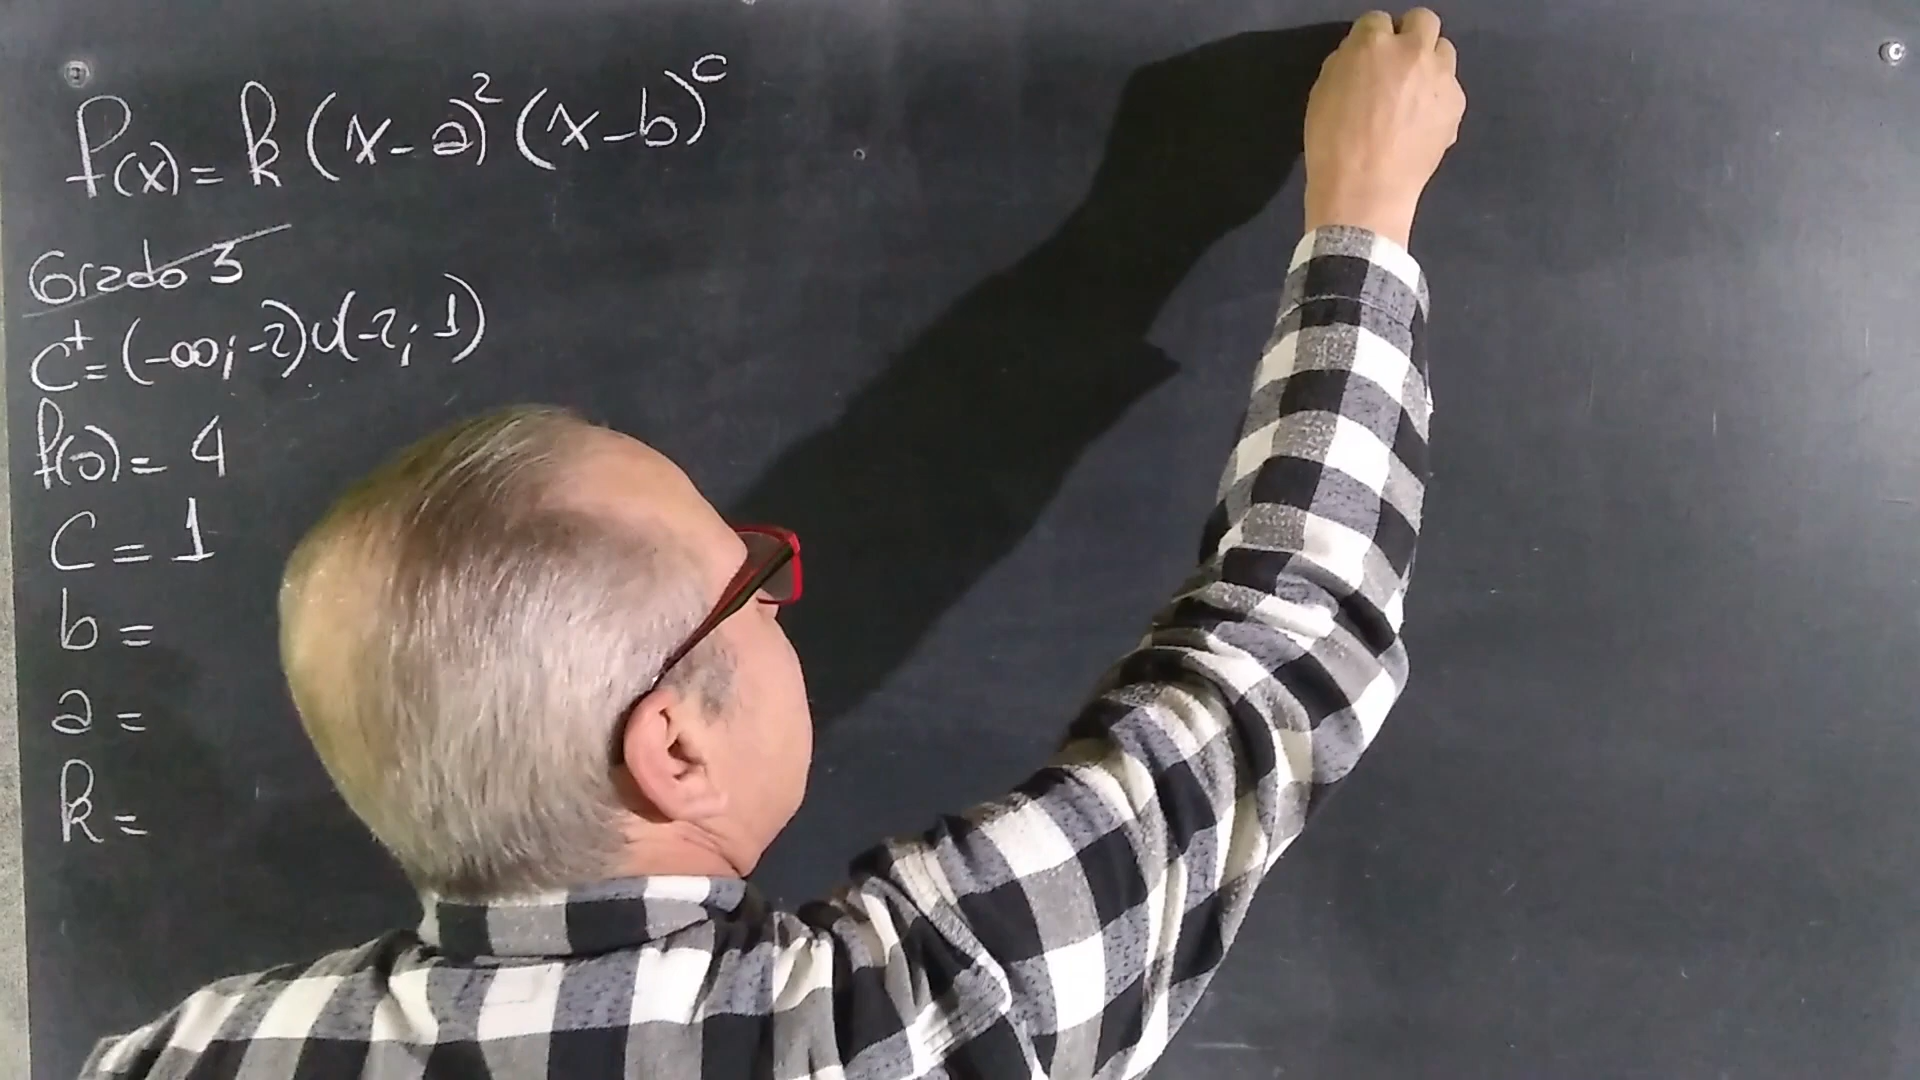 f(x) = k (x - a)² (x - b)ᶜ
Grado 3
C⁺ = (-∞; -2) ∪ (-2; 1)
f(0) = 4
C = 1
b =
a =
k =